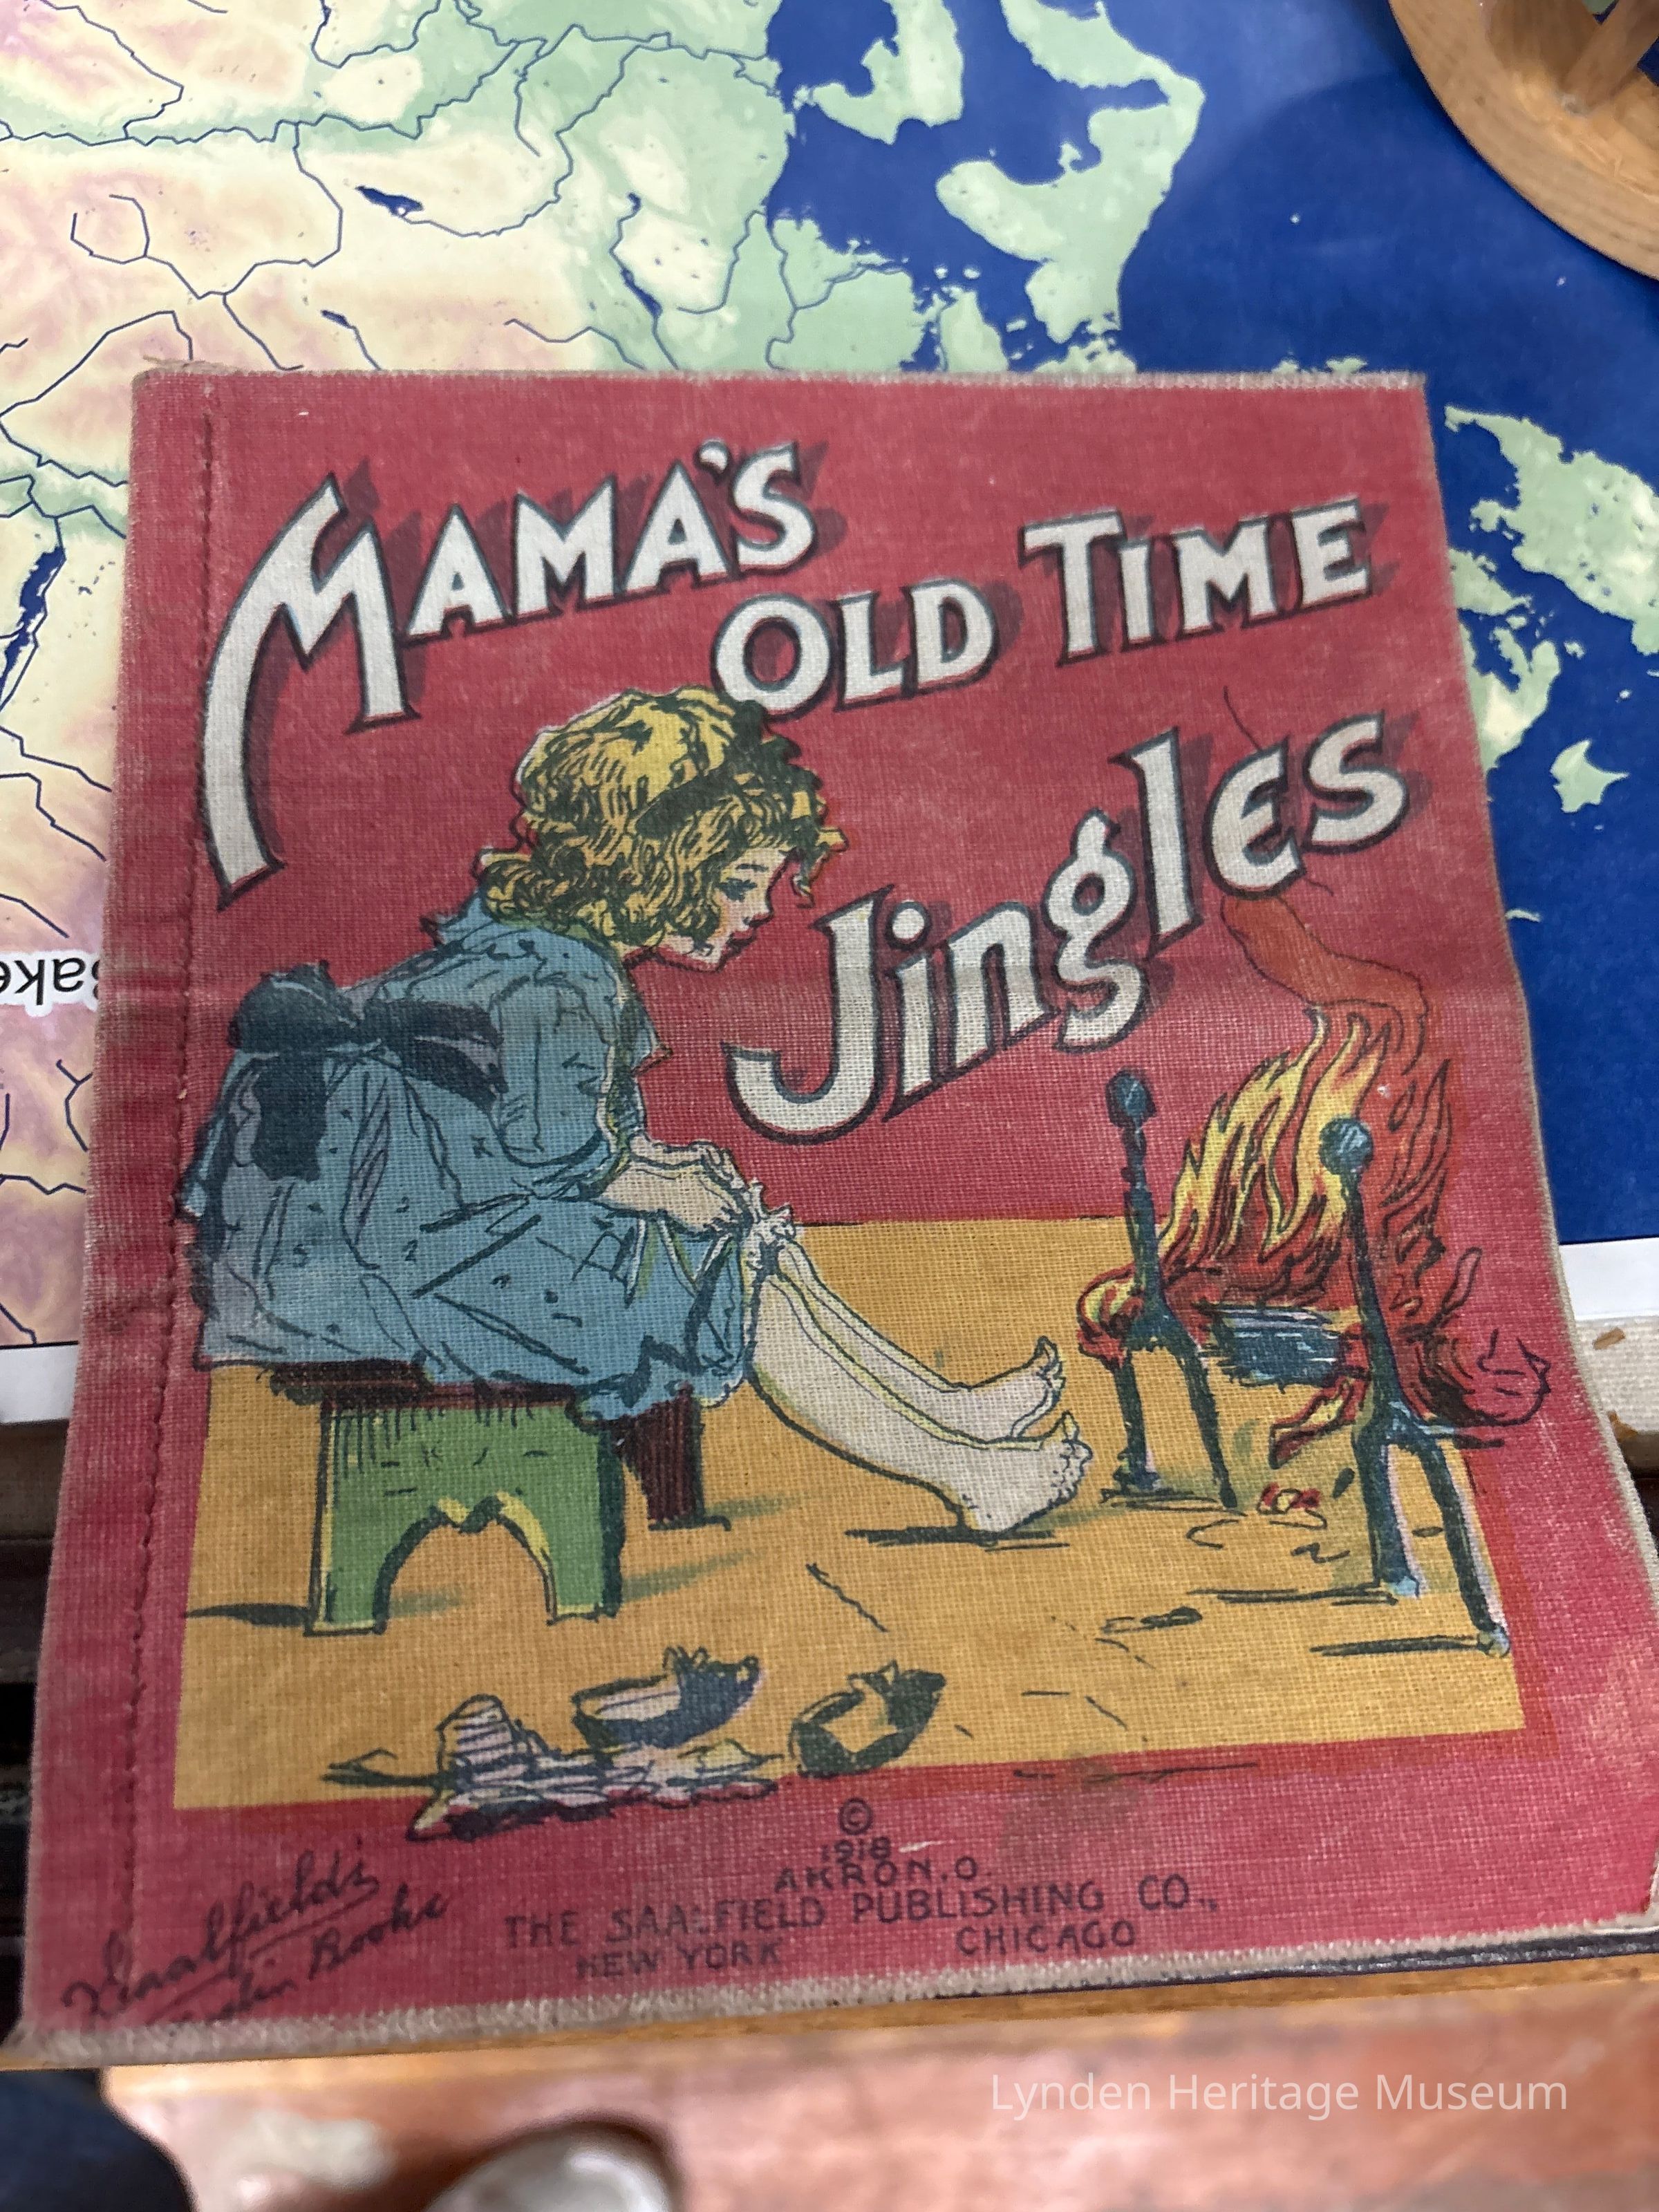 MAMA'S
OLD TIME
Jingles
©
1918
AKRON, O.
THE SAALFIELD PUBLISHING CO.,
NEW YORK CHICAGO
Saalfield's
Muslin Books
Lynden Heritage Museum